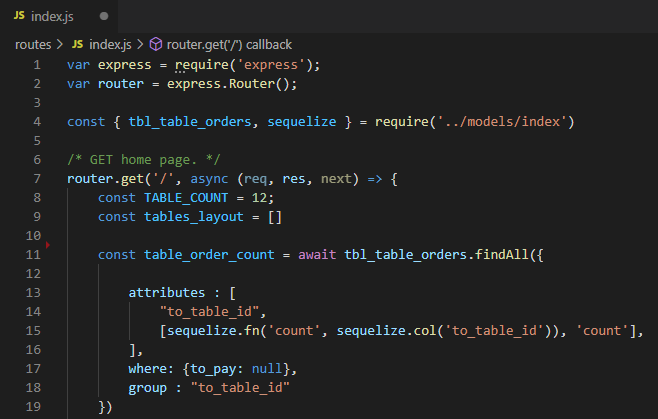 JS index.js
routes > JS index.js > router.get('/') callback
1 var express = require('express');
2 var router = express.Router();
3
4 const { tbl_table_orders, sequelize } = require('../models/index')
5
6 /* GET home page. */
7 router.get('/', async (req, res, next) => {
8 const TABLE_COUNT = 12;
9 const tables_layout = []
10
11 const table_order_count = await tbl_table_orders.findAll({
12
13 attributes : [
14 "to_table_id",
15 [sequelize.fn('count', sequelize.col('to_table_id')), 'count'],
16 ],
17 where: {to_pay: null},
18 group : "to_table_id"
19 })